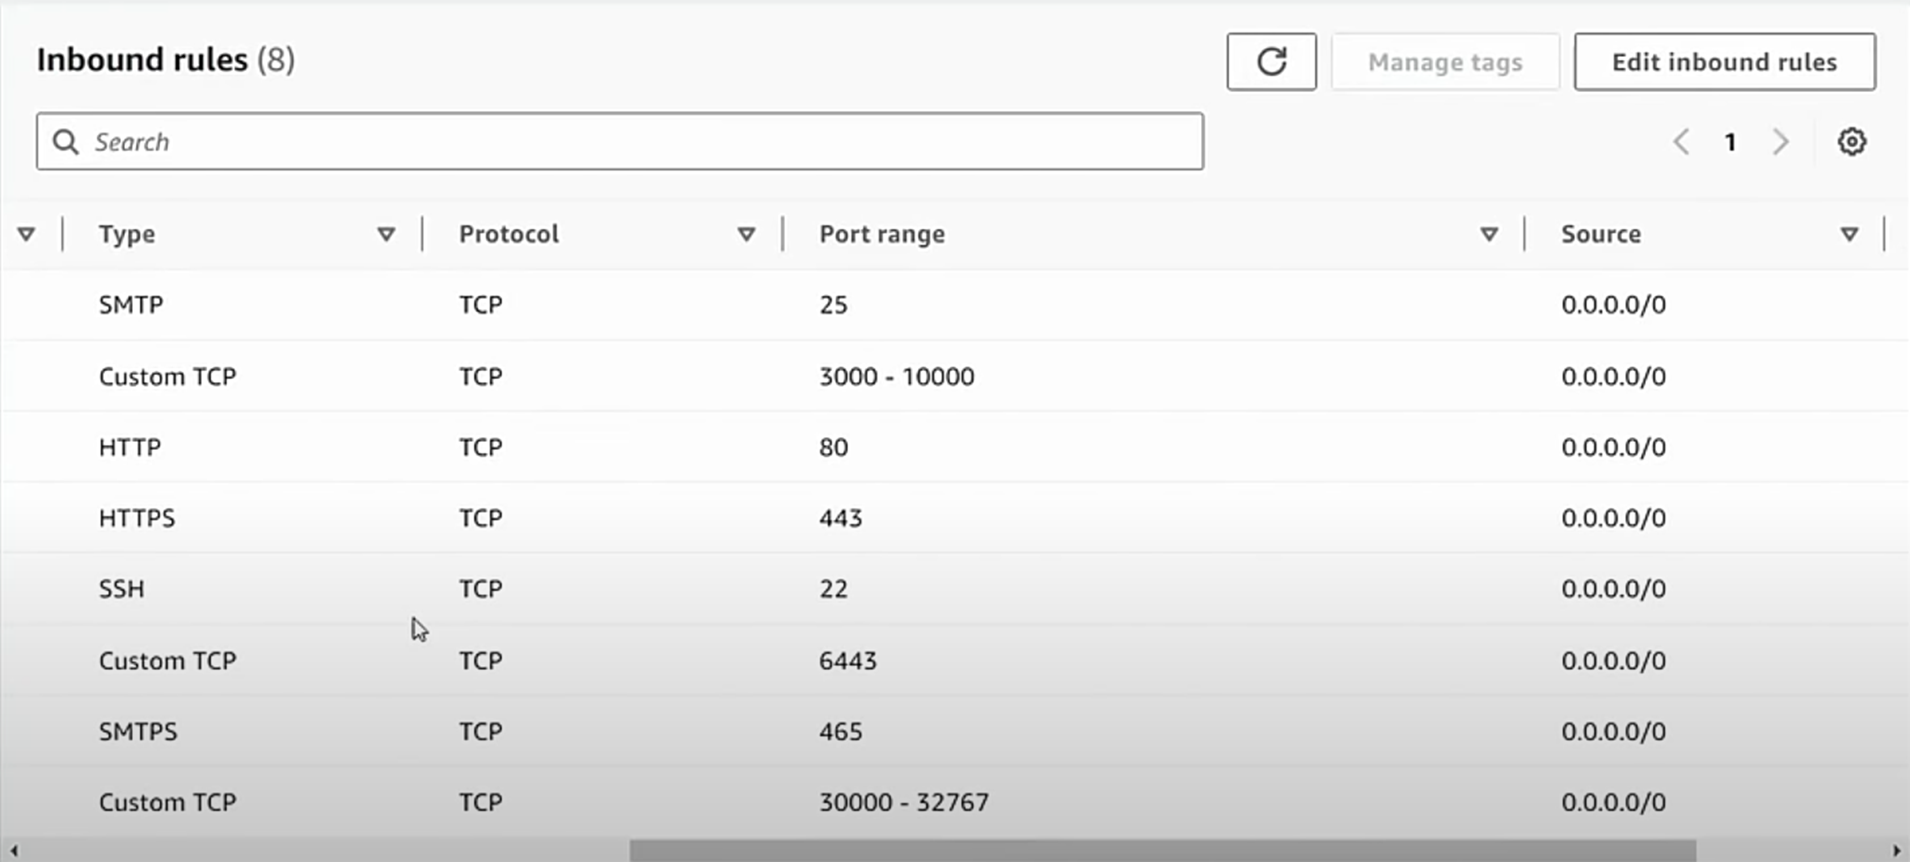 Inbound rules (8)
Manage tags
Edit inbound rules
Search
1
Type Protocol Port range Source
SMTP TCP 25 0.0.0.0/0
Custom TCP TCP 3000 - 10000 0.0.0.0/0
HTTP TCP 80 0.0.0.0/0
HTTPS TCP 443 0.0.0.0/0
SSH TCP 22 0.0.0.0/0
Custom TCP TCP 6443 0.0.0.0/0
SMTPS TCP 465 0.0.0.0/0
Custom TCP TCP 30000 - 32767 0.0.0.0/0